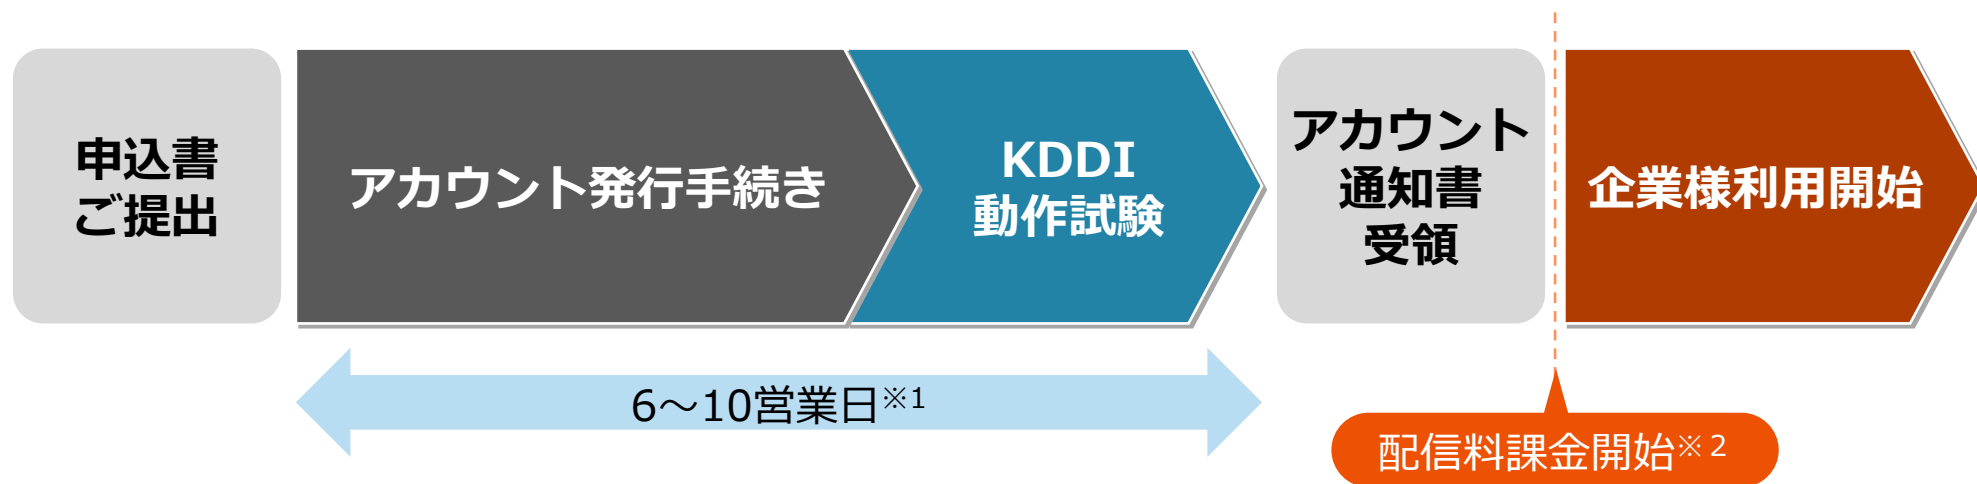 申込書
ご提出
アカウント発行手続き
KDDI
動作試験
アカウント
通知書
受領
企業様利用開始
6～10営業日※1
配信料課金開始※２